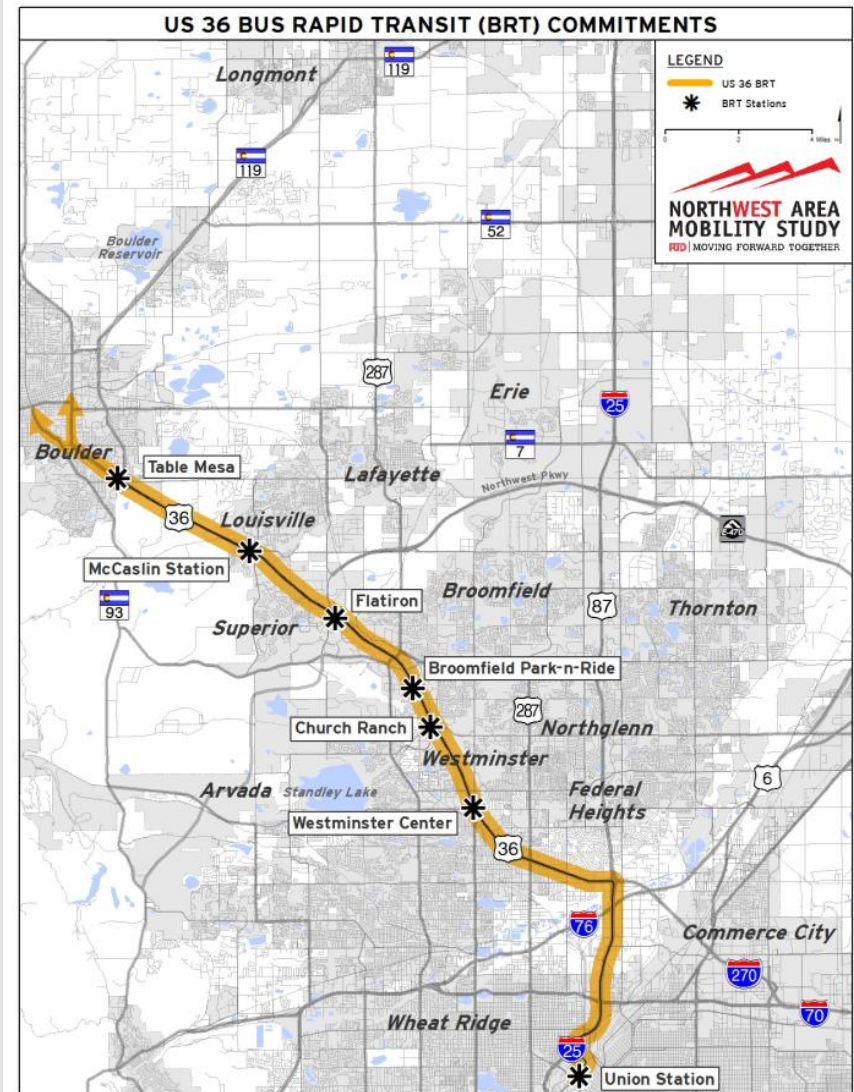 US 36 BUS RAPID TRANSIT (BRT) COMMITMENTS
LEGEND
US 36 BRT
BRT Stations
0 2 4 Miles
NORTHWEST AREA
MOBILITY STUDY
RTD | MOVING FORWARD TOGETHER
Longmont
119
119
52
Boulder
Reservoir
287
Erie
25
7
Boulder
Table Mesa
Lafayette
Northwest Pkwy
36
Louisville
E-470
McCaslin Station
Broomfield
93
Flatiron
87
Thornton
Superior
Broomfield Park-n-Ride
287
Church Ranch
Northglenn
Westminster
6
Arvada
Standley Lake
Federal
Heights
Westminster Center
36
76
Commerce City
270
70
Wheat Ridge
25
Union Station